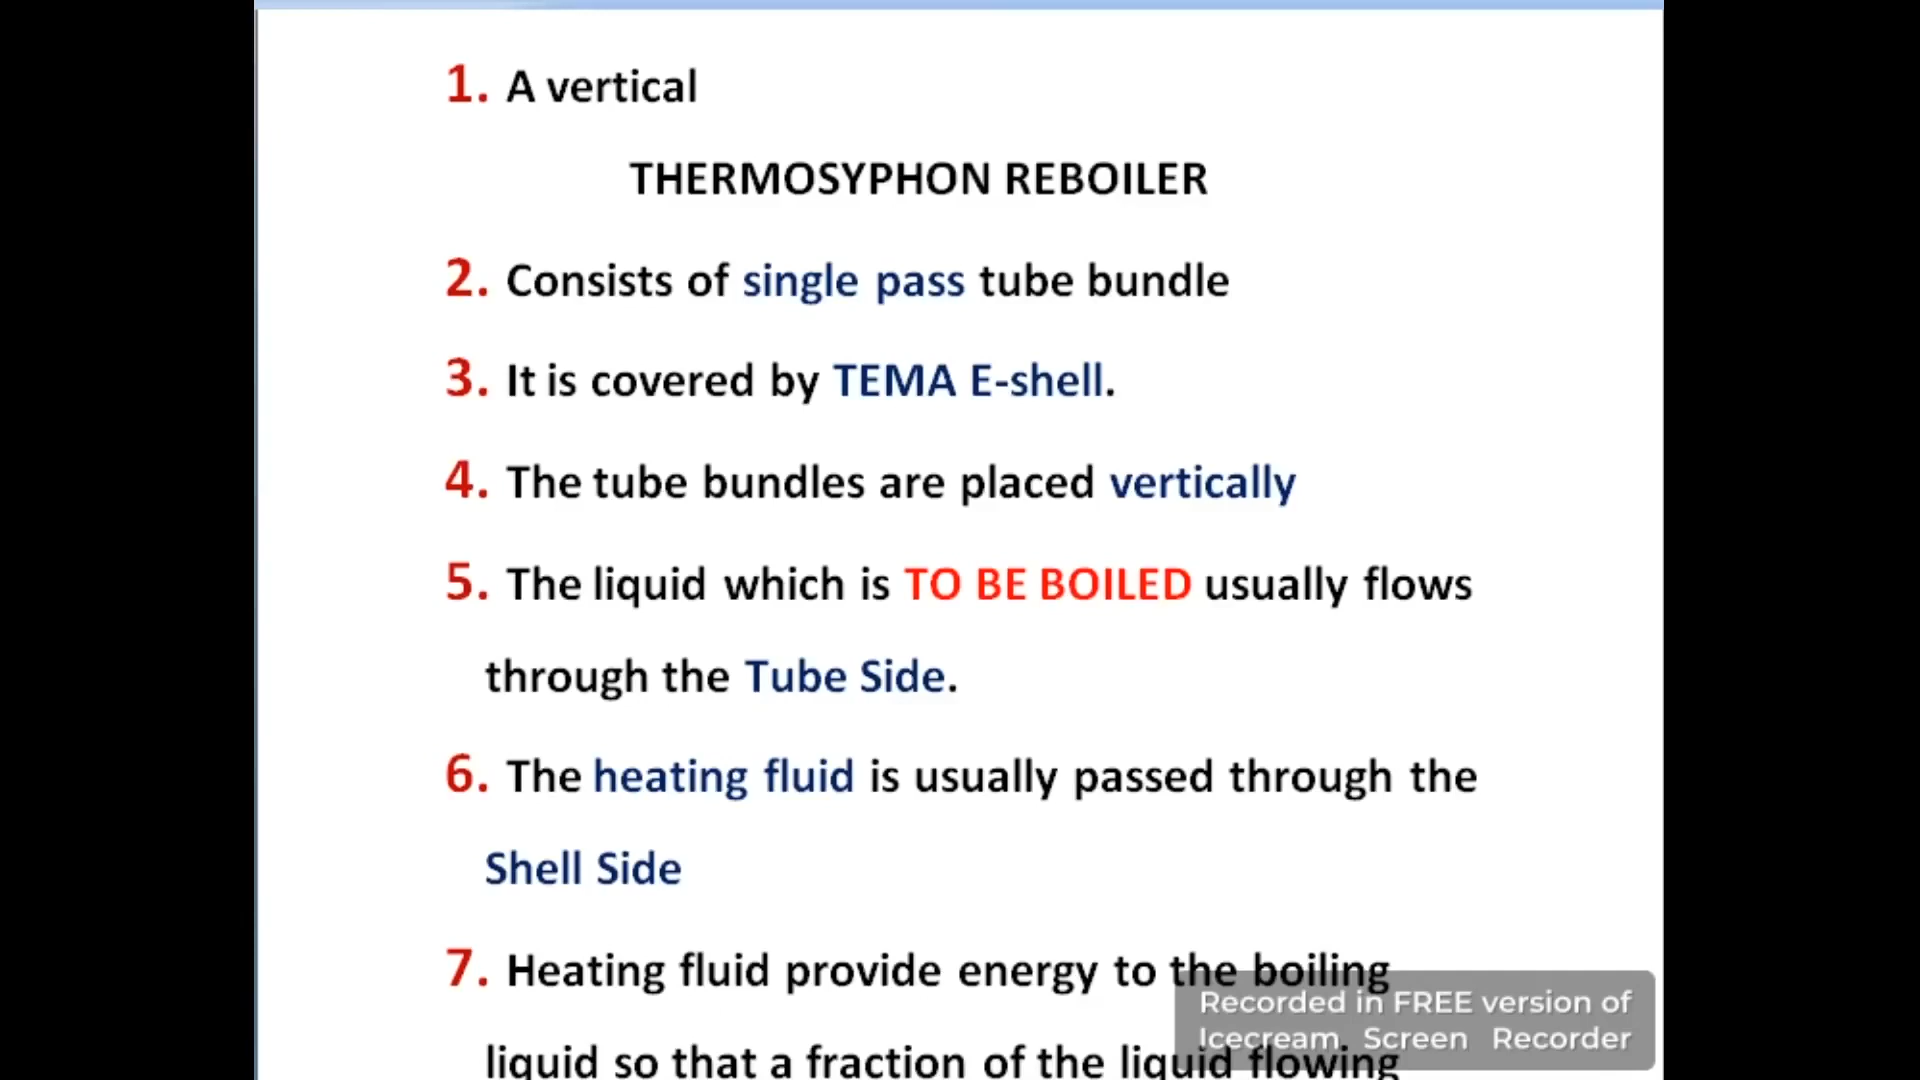 1. A vertical
THERMOSYPHON REBOILER
2. Consists of single pass tube bundle
3. It is covered by TEMA E-shell.
4. The tube bundles are placed vertically
5. The liquid which is TO BE BOILED usually flows
through the Tube Side.
6. The heating fluid is usually passed through the
Shell Side
7. Heating fluid provide energy to the boiling
liquid so that a fraction of the liquid flowing
Recorded in FREE version of
Icecream Screen Recorder